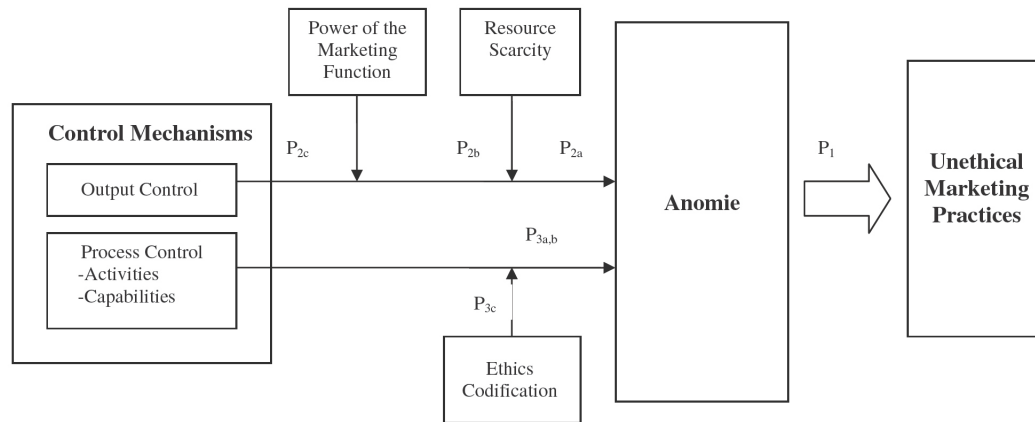 Power of the
Marketing
Function
Resource
Scarcity
Control Mechanisms
P2c
P2b
P2a
P1
Output Control
Anomie
Unethical
Marketing
Practices
P3a,b
Process Control
-Activities
-Capabilities
P3c
Ethics
Codification